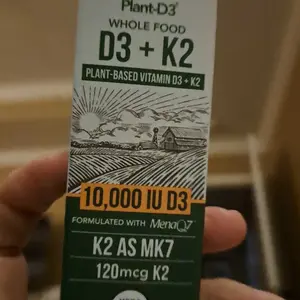 Plant-D3®
WHOLE FOOD
D3 + K2
PLANT-BASED VITAMIN D3 + K2
10,000 IU D3
FORMULATED WITH MenaQ7®
K2 AS MK7
120mcg K2